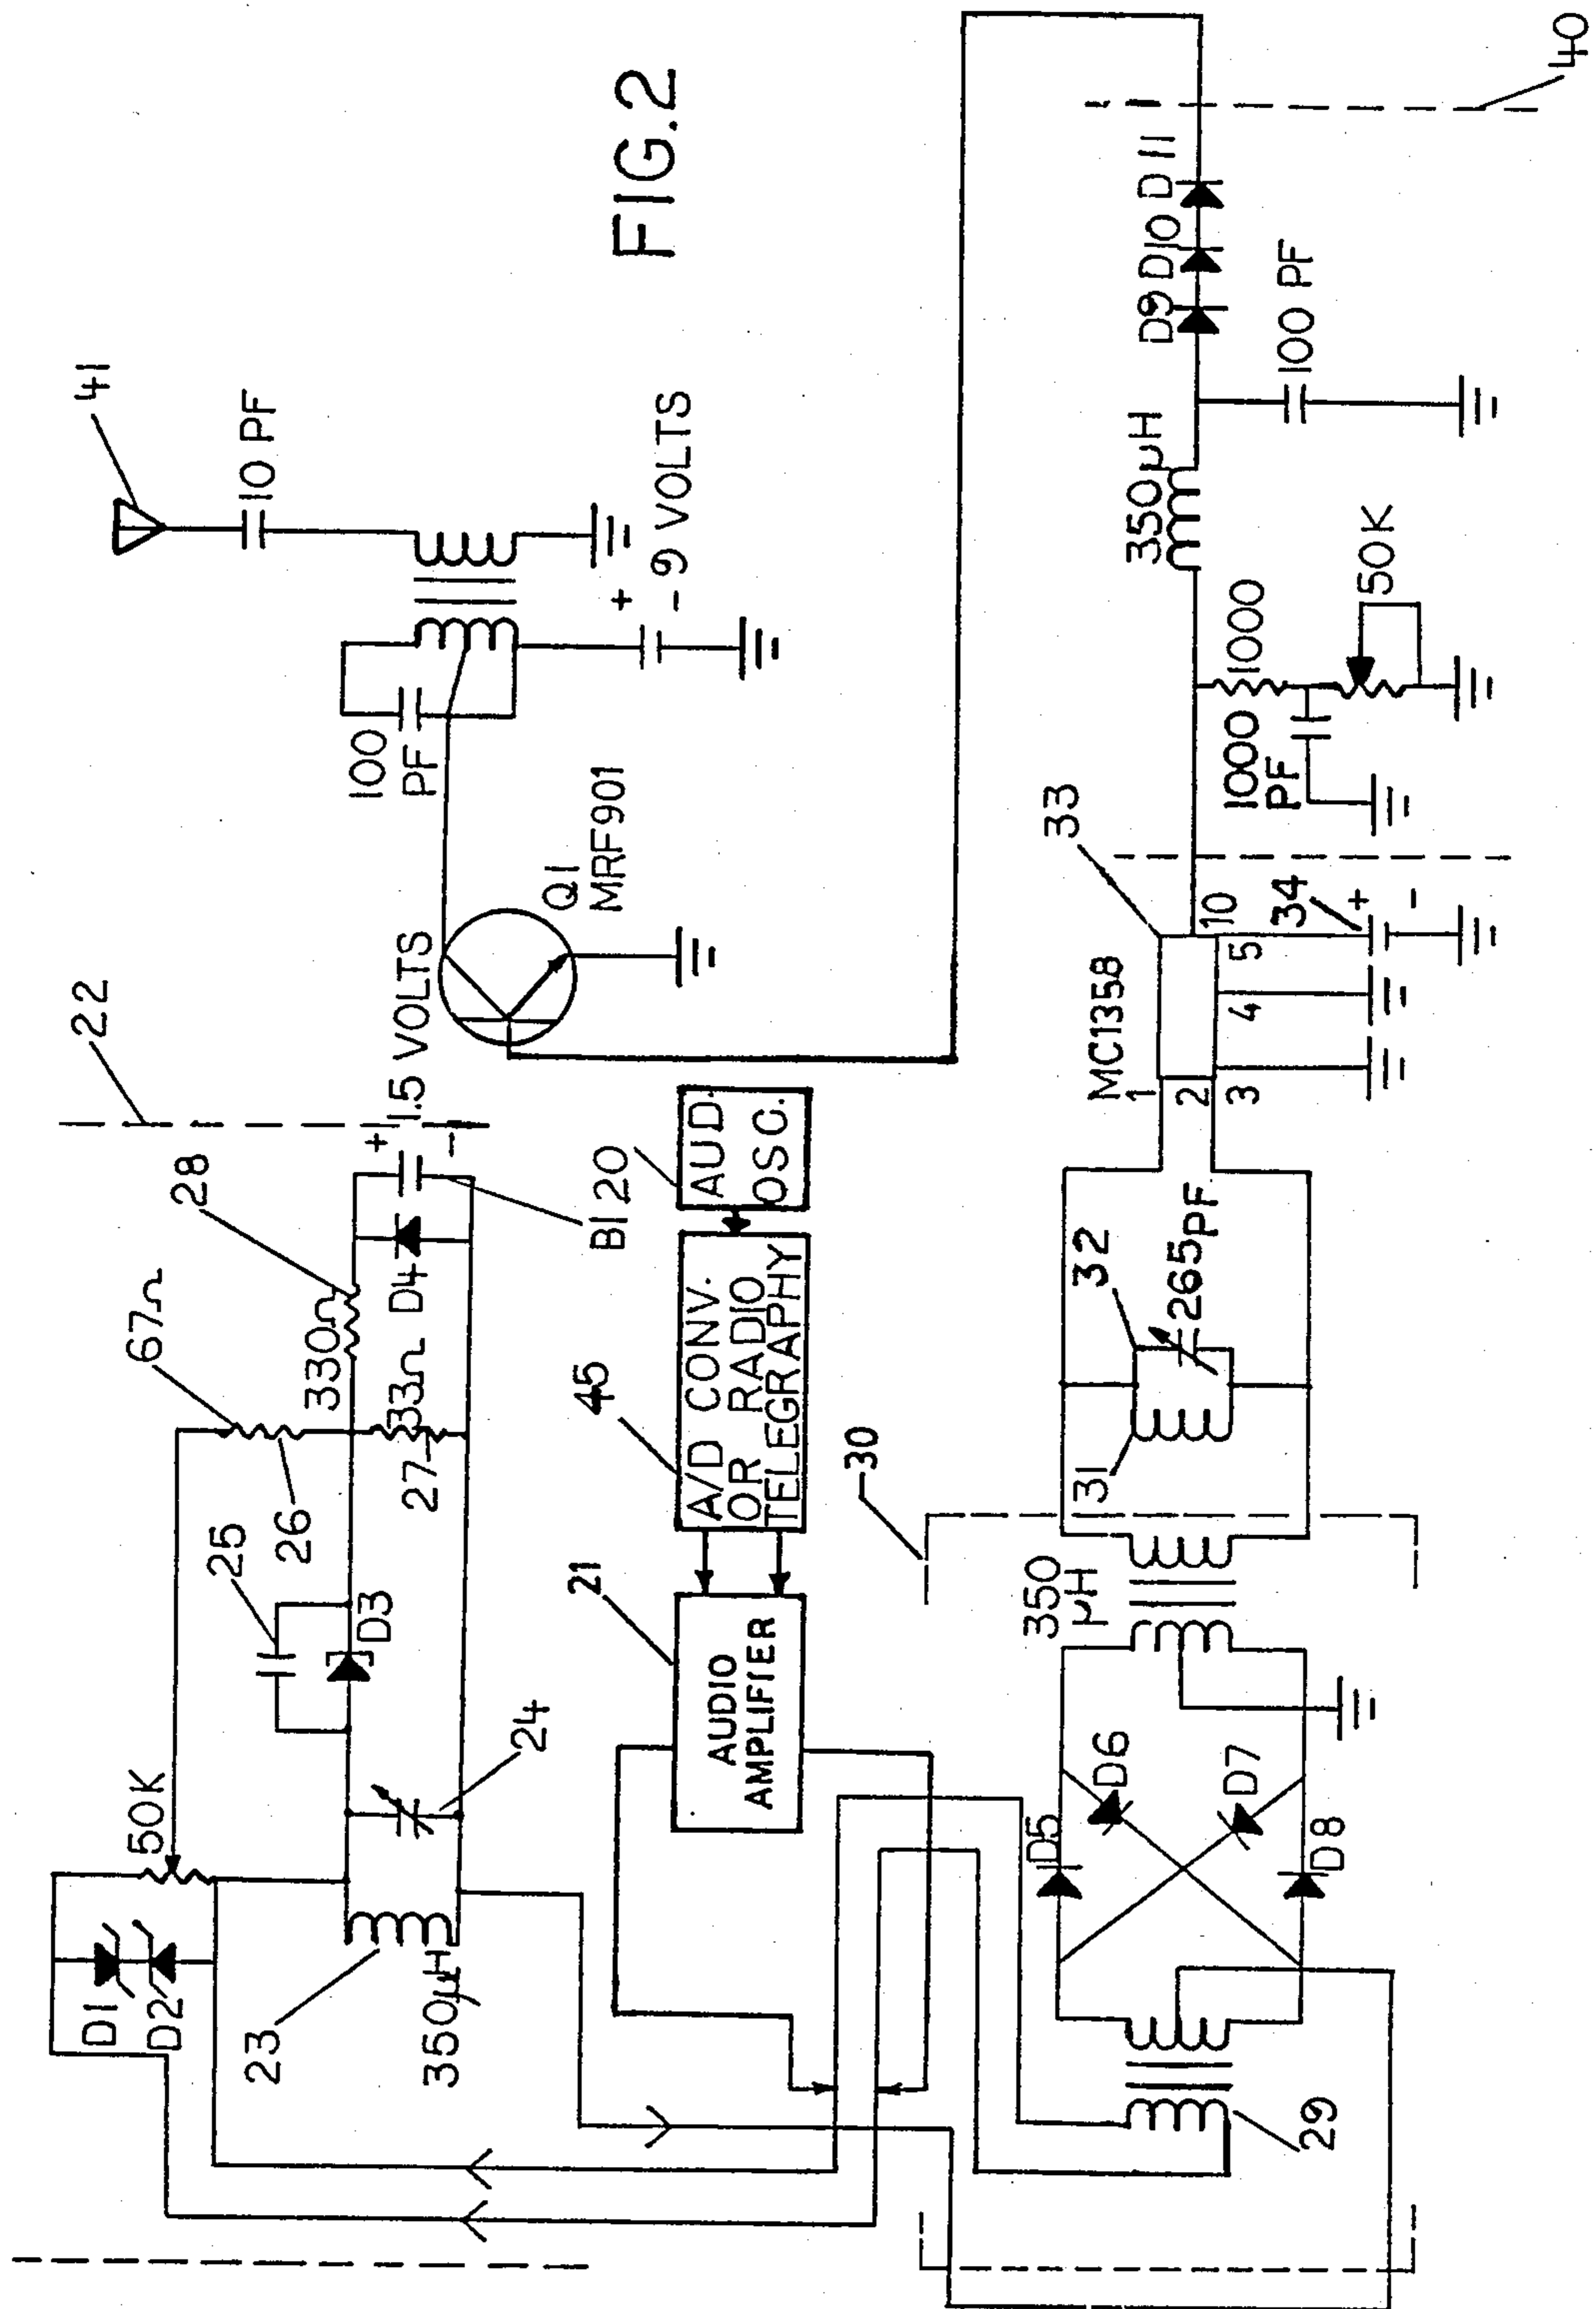 FIG.2
41
10 PF
22
+
- 9 VOLTS
100
PF
Q1
MRF901
28
67Ω
330Ω
33Ω
D4
+
1.5 VOLTS
-
B1
27
26
25
D3
24
50K
D1
D2
23
350μH
20
AUD.
OSC.
45
A/D CONV.
OR RADIO
TELEGRAPHY
21
AUDIO
AMPLIFIER
30
29
D5
D6
D7
D8
350
μH
31
32
265PF
MC1358
33
1
2
3
4
5
10
34
+
-
1000
1000
PF
50K
350μH
100 PF
D9
D10
D11
40